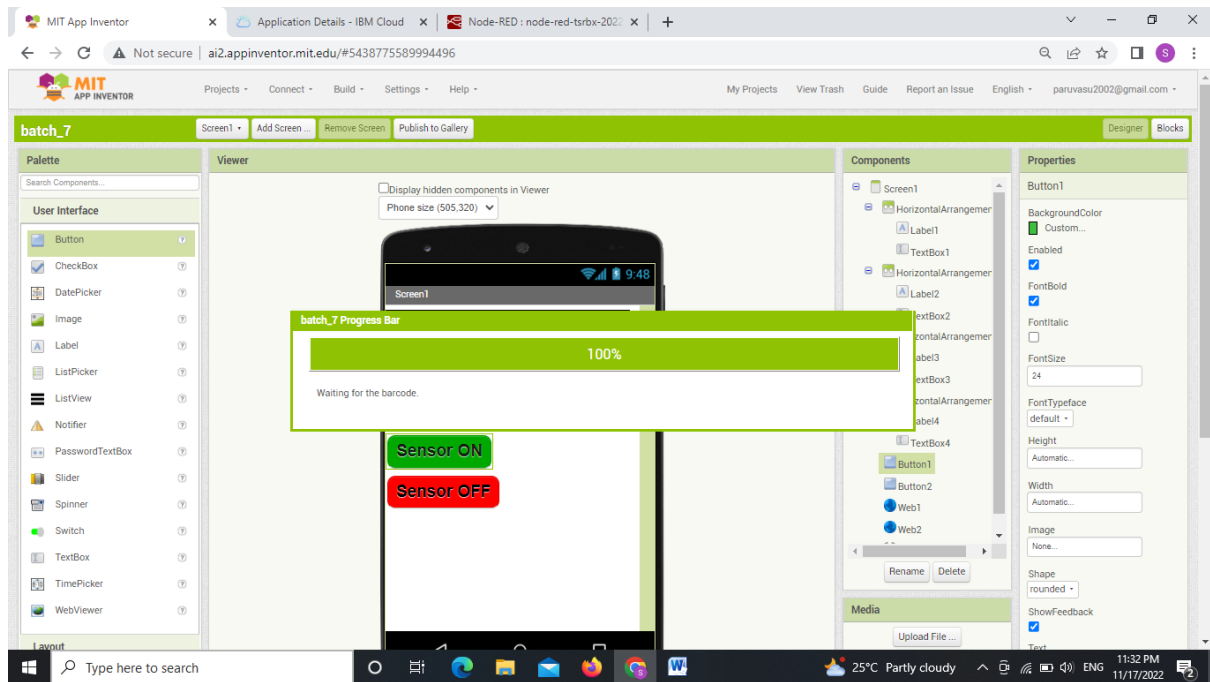 MIT App Inventor
Application Details - IBM Cloud
Node-RED : node-red-tsrbx-2022
Not secure
ai2.appinventor.mit.edu/#5438775589994496
S
MIT
APP INVENTOR
Projects
Connect
Build
Settings
Help
My Projects
View Trash
Guide
Report an Issue
English
paruvasu2002@gmail.com
batch_7
Screen1
Add Screen ...
Remove Screen
Publish to Gallery
Designer
Blocks
Palette
Search Components...
User Interface
Button
CheckBox
DatePicker
Image
Label
ListPicker
ListView
Notifier
PasswordTextBox
Slider
Spinner
Switch
TextBox
TimePicker
WebViewer
Layout
Viewer
Display hidden components in Viewer
Phone size (505,320)
9:48
Screen1
batch_7 Progress Bar
100%
Waiting for the barcode.
Sensor ON
Sensor OFF
Components
Screen1
HorizontalArrangemen
Label1
TextBox1
HorizontalArrangemen
Label2
extBox2
zontalArrangemen
abel3
extBox3
zontalArrangemen
abel4
TextBox4
Button1
Button2
Web1
Web2
Rename
Delete
Media
Upload File ...
Properties
Button1
BackgroundColor
Custom...
Enabled
FontBold
FontItalic
FontSize
24
FontTypeface
default
Height
Automatic...
Width
Automatic...
Image
None...
Shape
rounded
ShowFeedback
Text
Type here to search
25°C Partly cloudy
ENG
11:32 PM
11/17/2022
2